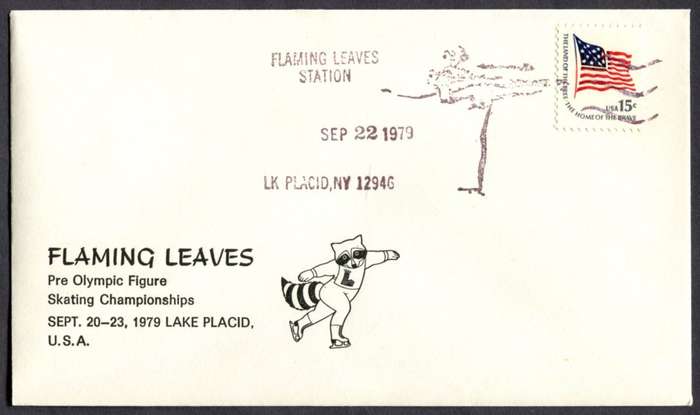 FLAMING LEAVES
STATION
SEP 22 1979
LK PLACID, NY 12946
THE LAND OF THE FREE THE HOME OF THE BRAVE
USA 15c
FLAMING LEAVES
Pre Olympic Figure
Skating Championships
SEPT. 20–23, 1979 LAKE PLACID,
U.S.A.
L